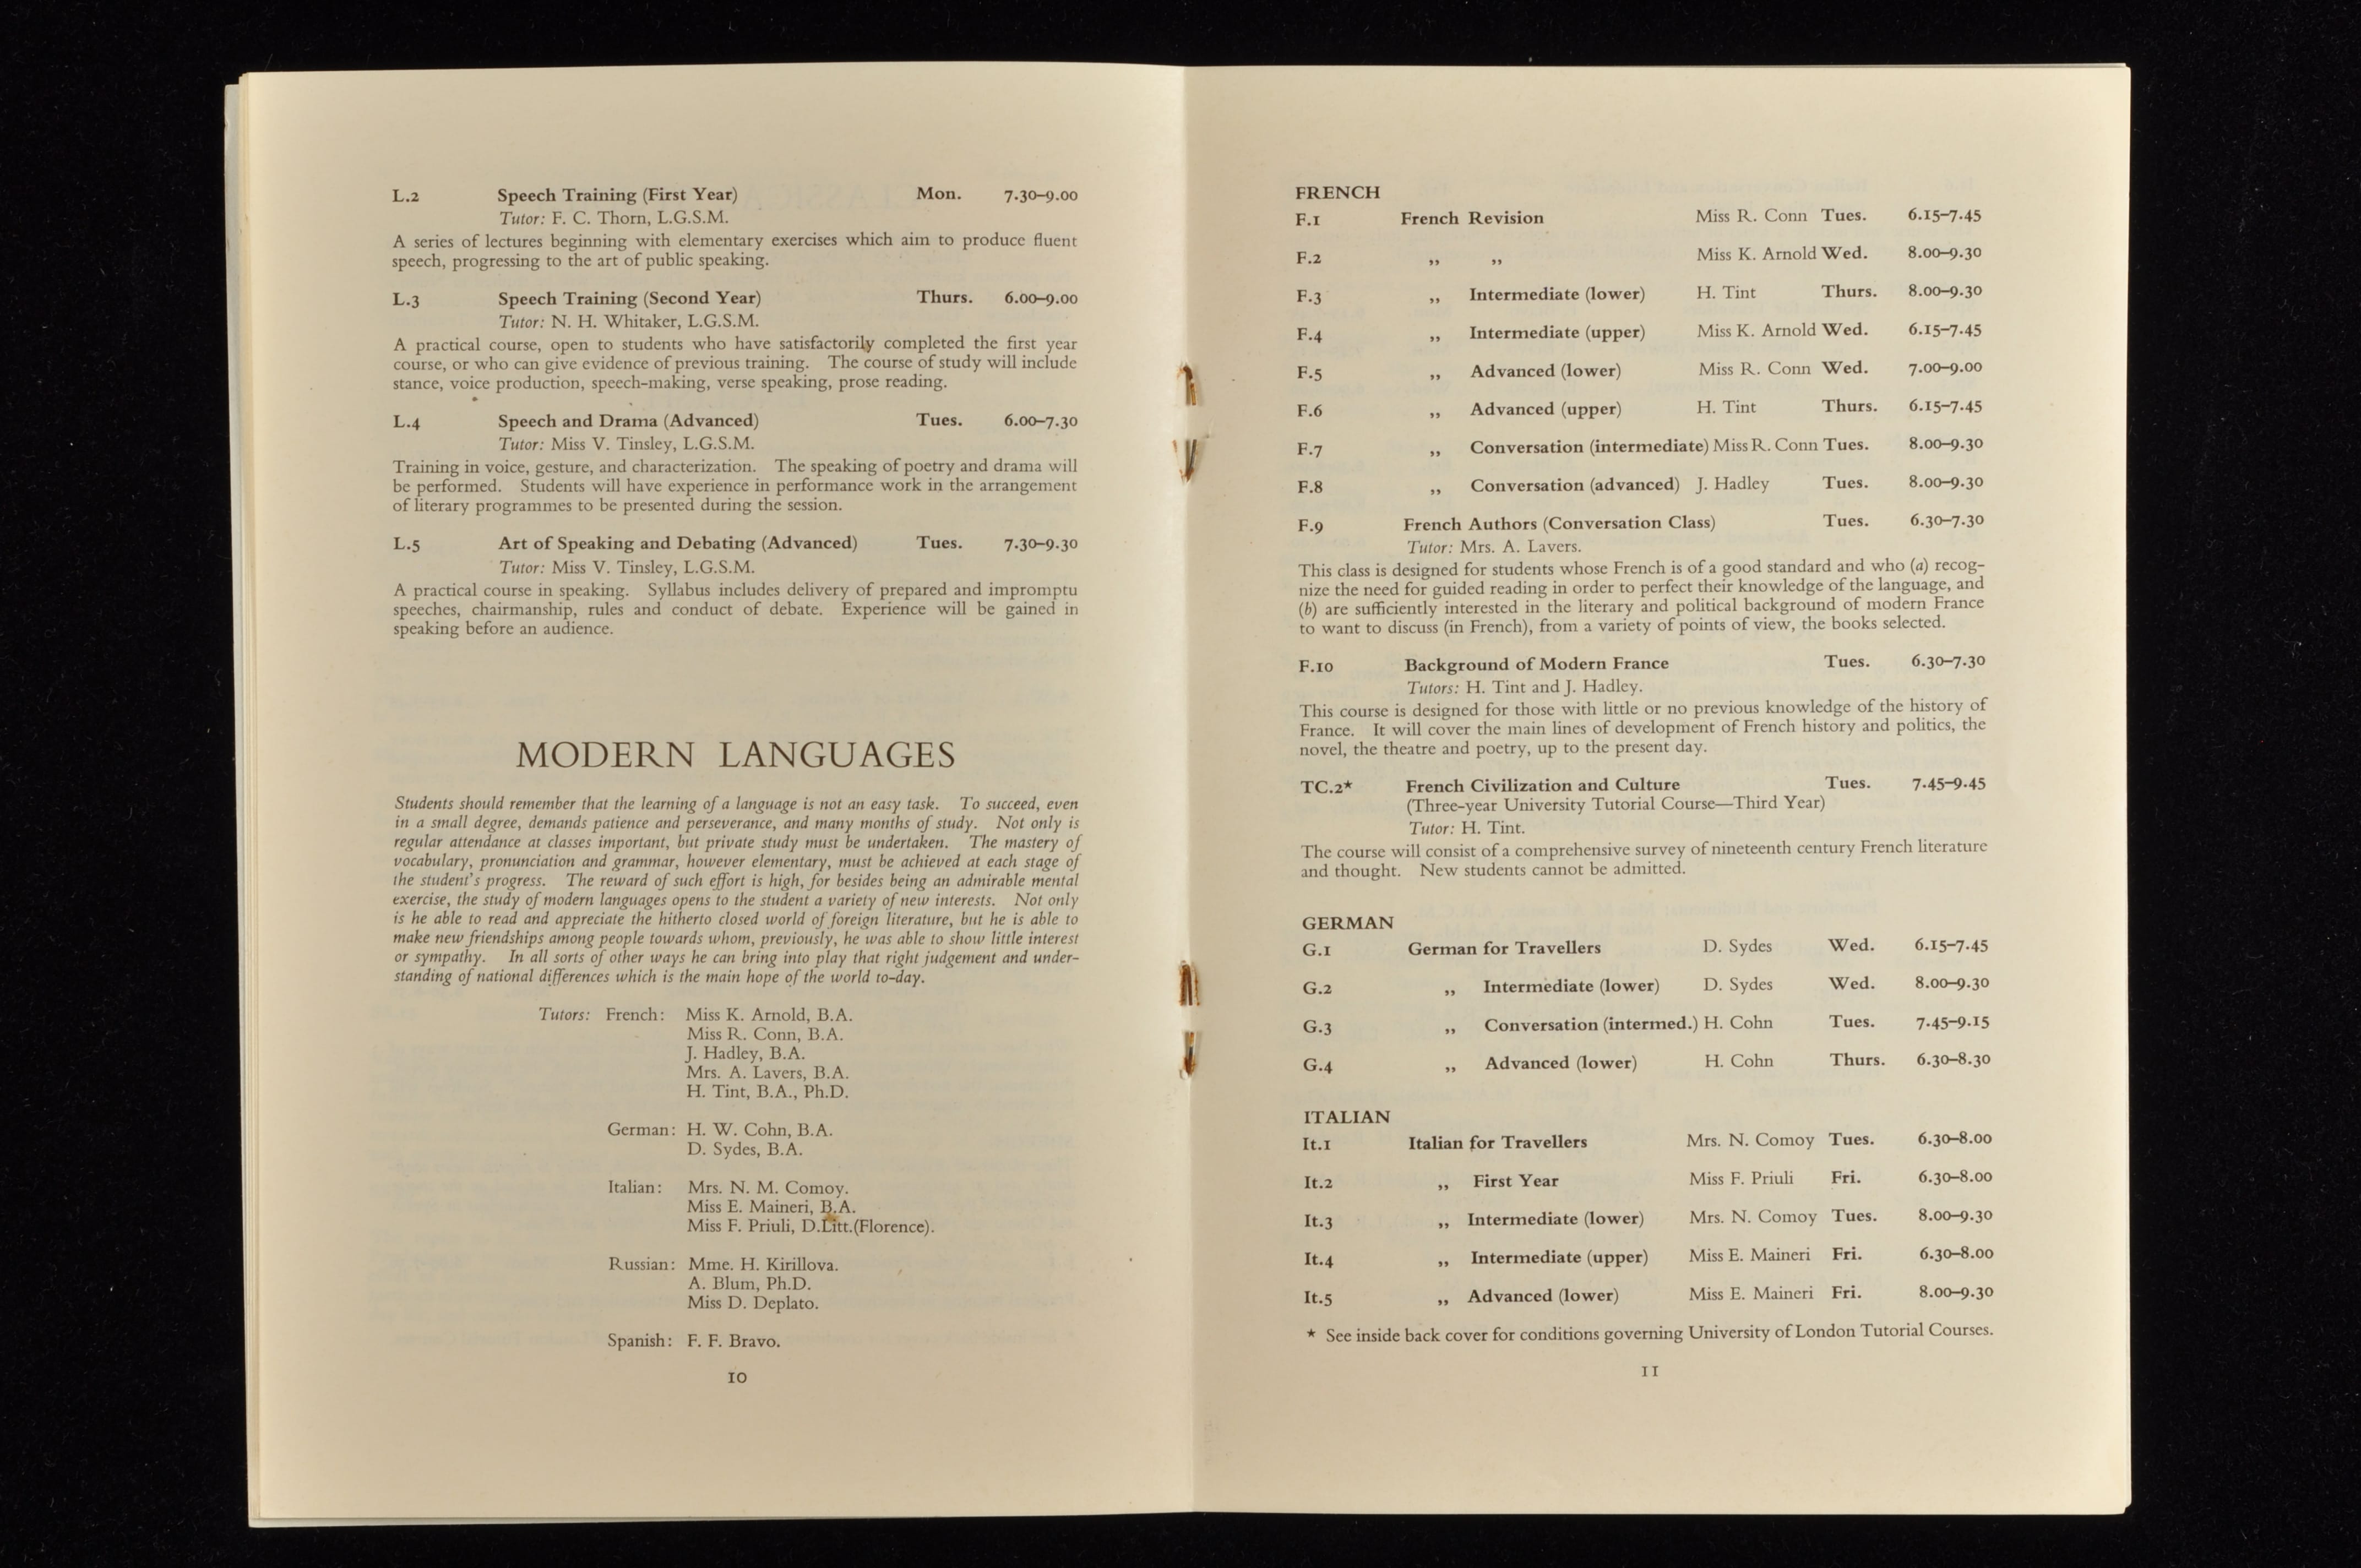 L.2 Speech Training (First Year) Mon. 7.30–9.00
Tutor: F. C. Thorn, L.G.S.M.
A series of lectures beginning with elementary exercises which aim to produce fluent
speech, progressing to the art of public speaking.
L.3 Speech Training (Second Year) Thurs. 6.00–9.00
Tutor: N. H. Whitaker, L.G.S.M.
A practical course, open to students who have satisfactorily completed the first year
course, or who can give evidence of previous training. The course of study will include
stance, voice production, speech-making, verse speaking, prose reading.
L.4 Speech and Drama (Advanced) Tues. 6.00–7.30
Tutor: Miss V. Tinsley, L.G.S.M.
Training in voice, gesture, and characterization. The speaking of poetry and drama will
be performed. Students will have experience in performance work in the arrangement
of literary programmes to be presented during the session.
L.5 Art of Speaking and Debating (Advanced) Tues. 7.30–9.30
Tutor: Miss V. Tinsley, L.G.S.M.
A practical course in speaking. Syllabus includes delivery of prepared and impromptu
speeches, chairmanship, rules and conduct of debate. Experience will be gained in
speaking before an audience.
MODERN LANGUAGES
Students should remember that the learning of a language is not an easy task. To succeed, even
in a small degree, demands patience and perseverance, and many months of study. Not only is
regular attendance at classes important, but private study must be undertaken. The mastery of
vocabulary, pronunciation and grammar, however elementary, must be achieved at each stage of
the student's progress. The reward of such effort is high, for besides being an admirable mental
exercise, the study of modern languages opens to the student a variety of new interests. Not only
is he able to read and appreciate the hitherto closed world of foreign literature, but he is able to
make new friendships among people towards whom, previously, he was able to show little interest
or sympathy. In all sorts of other ways he can bring into play that right judgement and under-
standing of national differences which is the main hope of the world to-day.
Tutors: French: Miss K. Arnold, B.A.
Miss R. Conn, B.A.
J. Hadley, B.A.
Mrs. A. Lavers, B.A.
H. Tint, B.A., Ph.D.
German: H. W. Cohn, B.A.
D. Sydes, B.A.
Italian: Mrs. N. M. Comoy.
Miss E. Maineri, B.A.
Miss F. Priuli, D.Litt.(Florence).
Russian: Mme. H. Kirillova.
A. Blum, Ph.D.
Miss D. Deplato.
Spanish: F. F. Bravo.
10
FRENCH
F.1 French Revision Miss R. Conn Tues. 6.15–7.45
F.2 ,, ,, Miss K. Arnold Wed. 8.00–9.30
F.3 ,, Intermediate (lower) H. Tint Thurs. 8.00–9.30
F.4 ,, Intermediate (upper) Miss K. Arnold Wed. 6.15–7.45
F.5 ,, Advanced (lower) Miss R. Conn Wed. 7.00–9.00
F.6 ,, Advanced (upper) H. Tint Thurs. 6.15–7.45
F.7 ,, Conversation (intermediate) Miss R. Conn Tues. 8.00–9.30
F.8 ,, Conversation (advanced) J. Hadley Tues. 8.00–9.30
F.9 French Authors (Conversation Class) Tues. 6.30–7.30
Tutor: Mrs. A. Lavers.
This class is designed for students whose French is of a good standard and who (a) recog-
nize the need for guided reading in order to perfect their knowledge of the language, and
(b) are sufficiently interested in the literary and political background of modern France
to want to discuss (in French), from a variety of points of view, the books selected.
F.10 Background of Modern France Tues. 6.30–7.30
Tutors: H. Tint and J. Hadley.
This course is designed for those with little or no previous knowledge of the history of
France. It will cover the main lines of development of French history and politics, the
novel, the theatre and poetry, up to the present day.
TC.2* French Civilization and Culture Tues. 7.45–9.45
(Three-year University Tutorial Course—Third Year)
Tutor: H. Tint.
The course will consist of a comprehensive survey of nineteenth century French literature
and thought. New students cannot be admitted.
GERMAN
G.1 German for Travellers D. Sydes Wed. 6.15–7.45
G.2 ,, Intermediate (lower) D. Sydes Wed. 8.00–9.30
G.3 ,, Conversation (intermed.) H. Cohn Tues. 7.45–9.15
G.4 ,, Advanced (lower) H. Cohn Thurs. 6.30–8.30
ITALIAN
It.1 Italian for Travellers Mrs. N. Comoy Tues. 6.30–8.00
It.2 ,, First Year Miss F. Priuli Fri. 6.30–8.00
It.3 ,, Intermediate (lower) Mrs. N. Comoy Tues. 8.00–9.30
It.4 ,, Intermediate (upper) Miss E. Maineri Fri. 6.30–8.00
It.5 ,, Advanced (lower) Miss E. Maineri Fri. 8.00–9.30
* See inside back cover for conditions governing University of London Tutorial Courses.
11